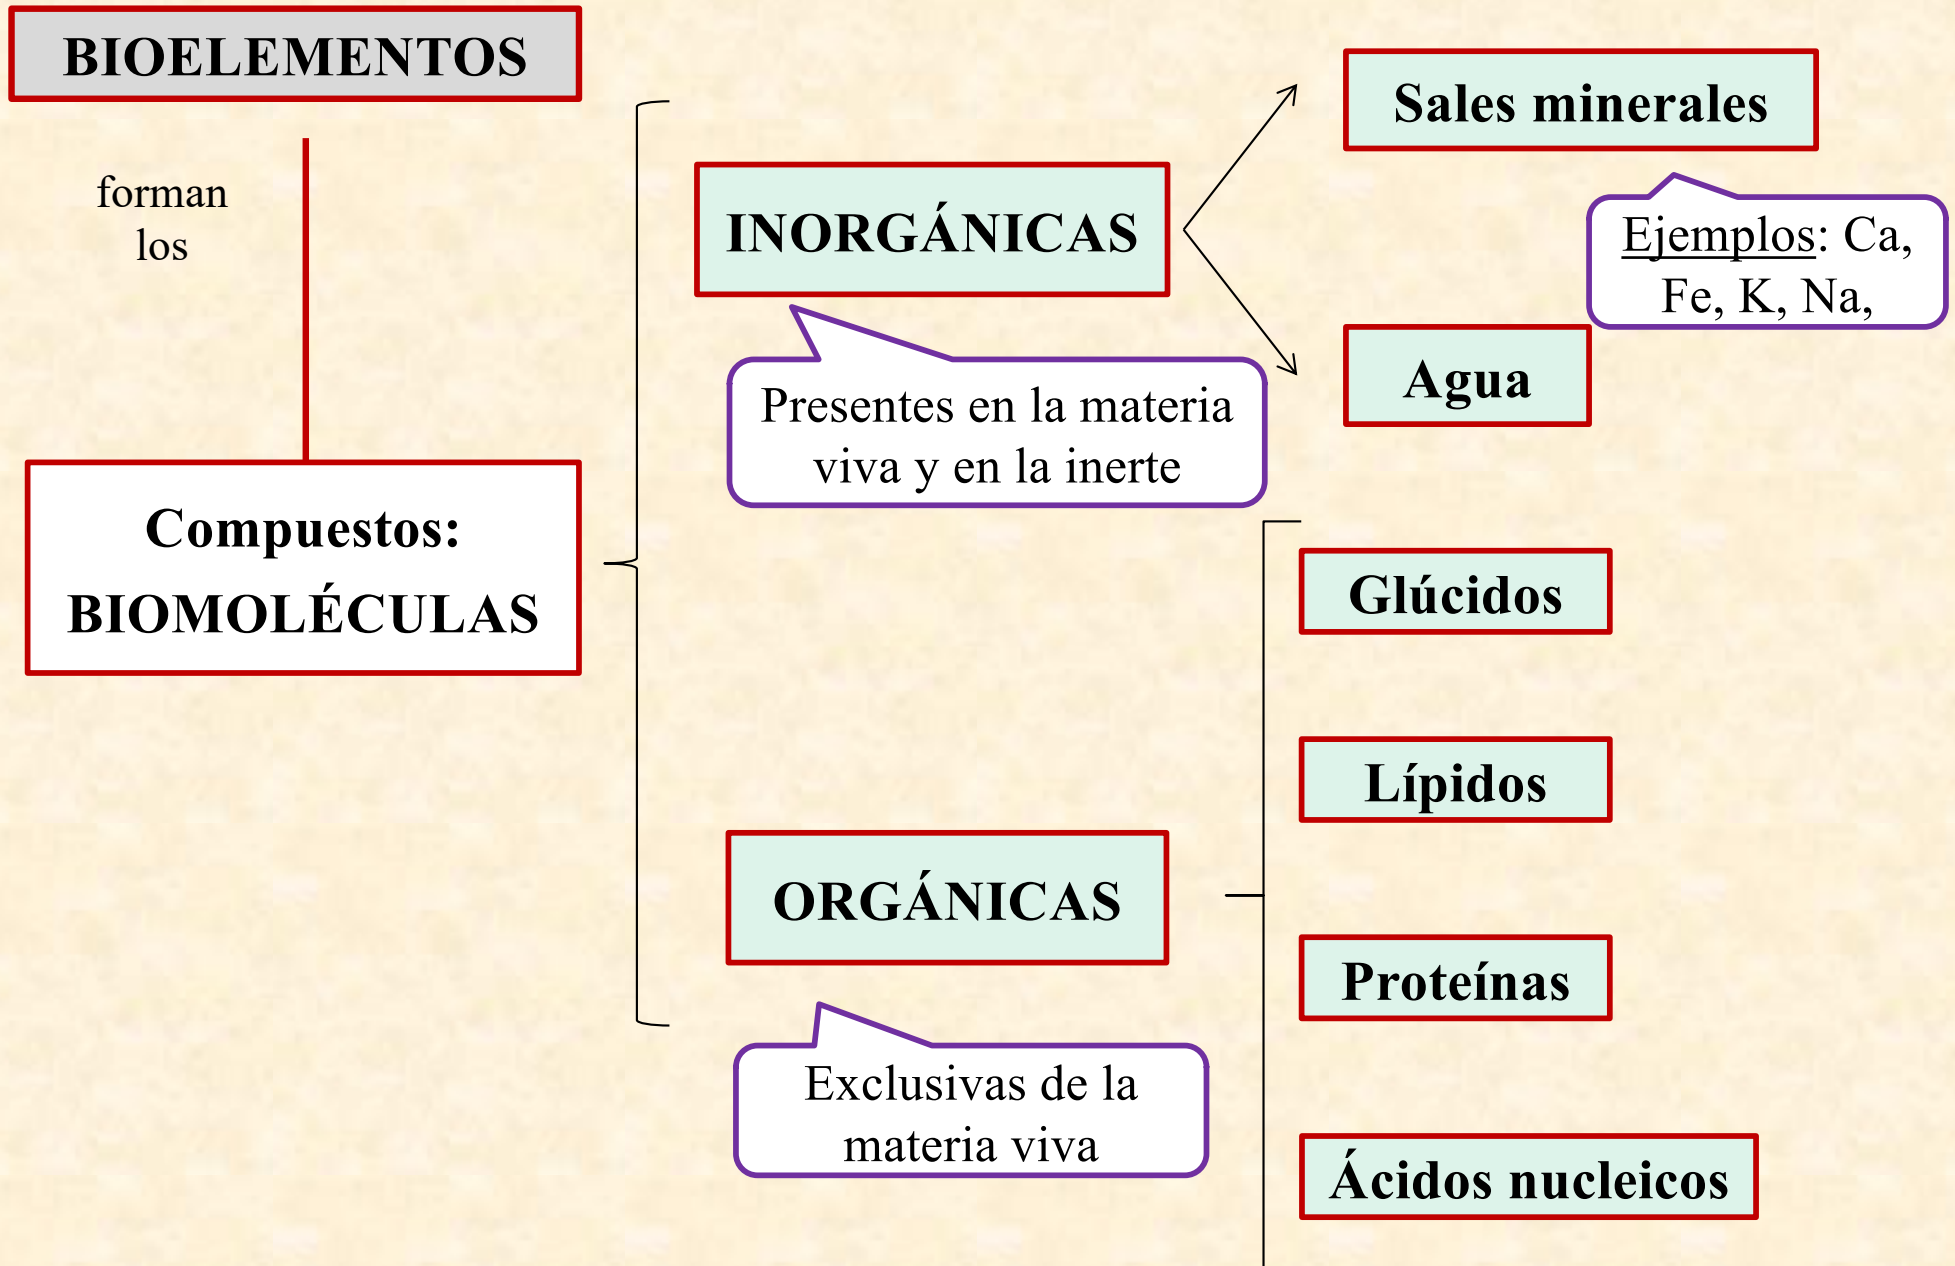 BIOELEMENTOS
forman
los
Compuestos:
BIOMOLÉCULAS
INORGÁNICAS
Presentes en la materia
viva y en la inerte
Sales minerales
Ejemplos: Ca,
Fe, K, Na,
Agua
ORGÁNICAS
Exclusivas de la
materia viva
Glúcidos
Lípidos
Proteínas
Ácidos nucleicos